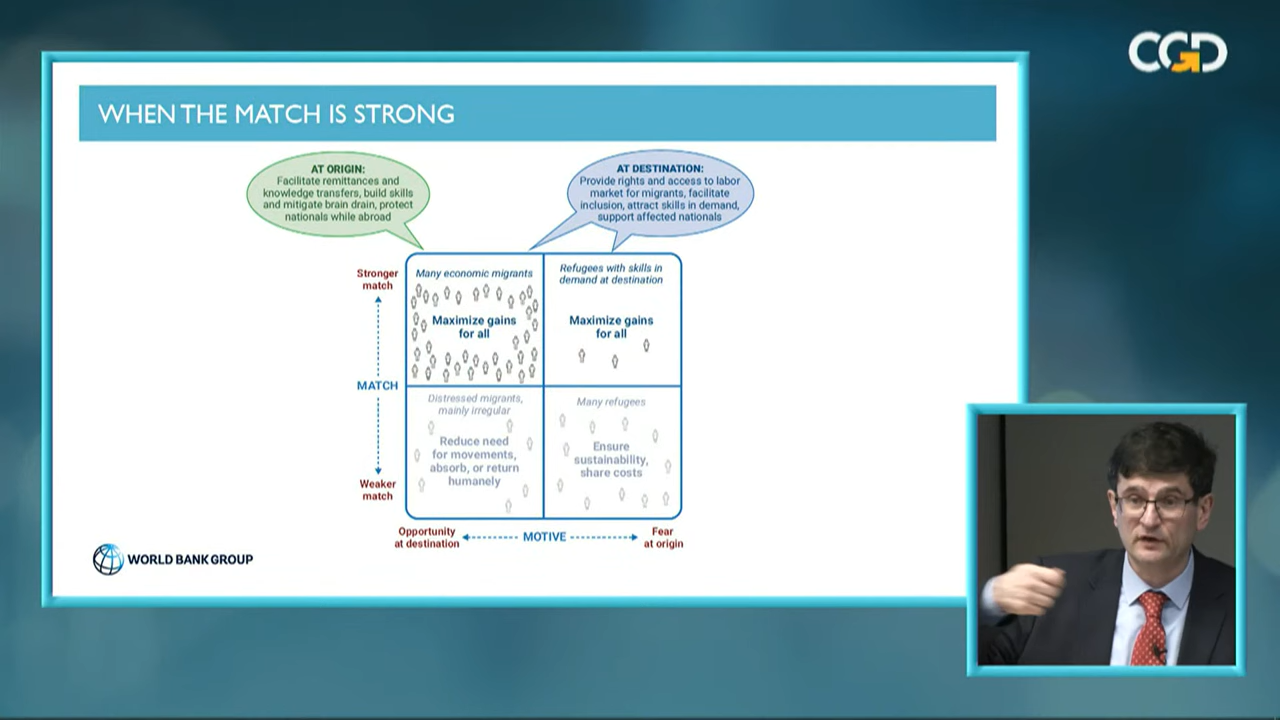 CGD
WHEN THE MATCH IS STRONG
AT ORIGIN:
Facilitate remittances and
knowledge transfers, build skills
and mitigate brain drain, protect
nationals while abroad
AT DESTINATION:
Provide rights and access to labor
market for migrants, facilitate
inclusion, attract skills in demand,
support affected nationals
Stronger
match
Many economic migrants
Maximize gains
for all
Refugees with skills in
demand at destination
Maximize gains
for all
MATCH
Distressed migrants,
mainly irregular
Reduce need
for movements,
absorb, or return
humanely
Many refugees
Ensure
sustainability,
share costs
Weaker
match
Opportunity
at destination
MOTIVE
Fear
at origin
WORLD BANK GROUP